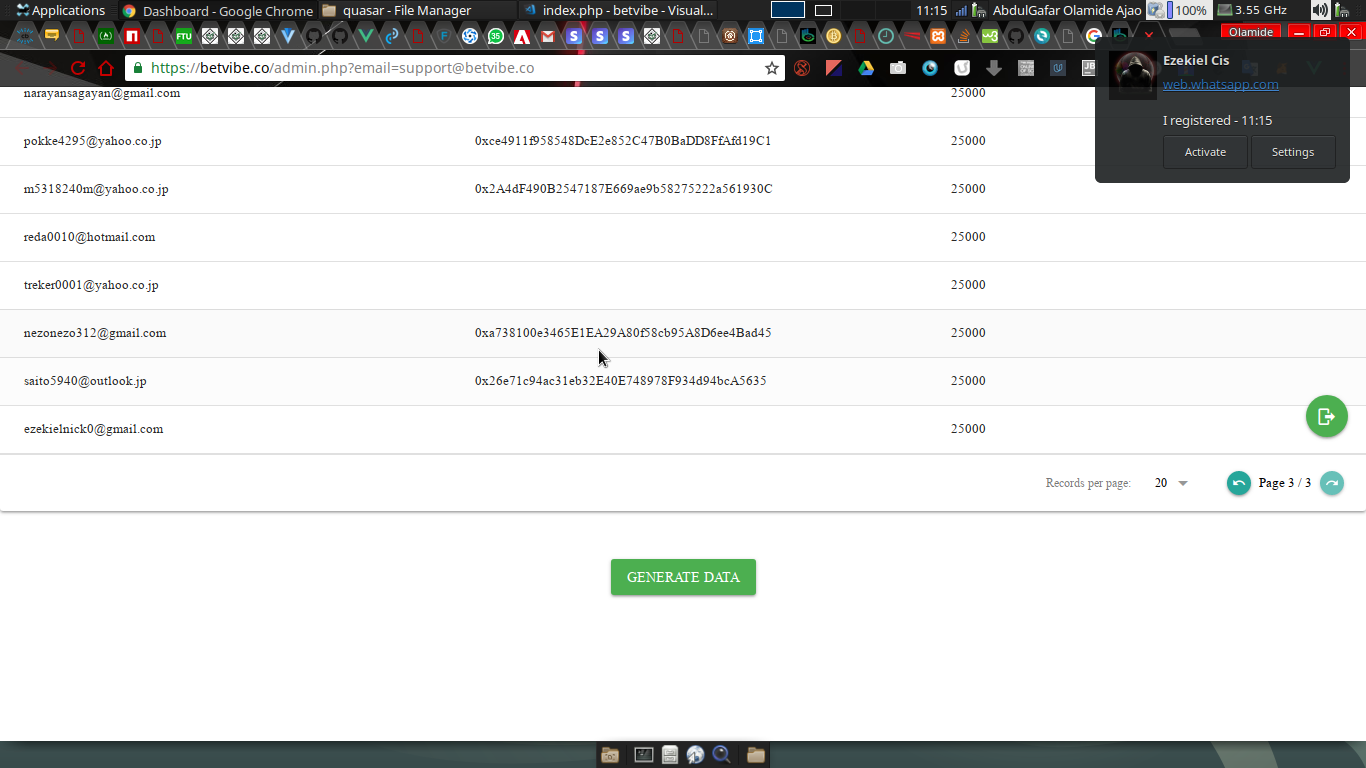 Applications Dashboard - Google Chrome quasar - File Manager index.php - betvibe - Visual... 11:15 AbdulGafar Olamide Ajao 100% 3.55 GHz
FTU 35 Olamide
https://betvibe.co/admin.php?email=support@betvibe.co
Ezekiel Cis
web.whatsapp.com
I registered - 11:15
Activate Settings
narayansagayan@gmail.com 25000
pokke4295@yahoo.co.jp 0xce4911f958548DcE2e852C47B0BaDD8FfAfd19C1 25000
m5318240m@yahoo.co.jp 0x2A4dF490B2547187E669ae9b58275222a561930C 25000
reda0010@hotmail.com 25000
treker0001@yahoo.co.jp 25000
nezonezo312@gmail.com 0xa738100e3465E1EA29A80f58cb95A8D6ee4Bad45 25000
saito5940@outlook.jp 0x26e71c94ac31eb32E40E748978F934d94bcA5635 25000
ezekielnick0@gmail.com 25000
Records per page: 20 Page 3 / 3
GENERATE DATA